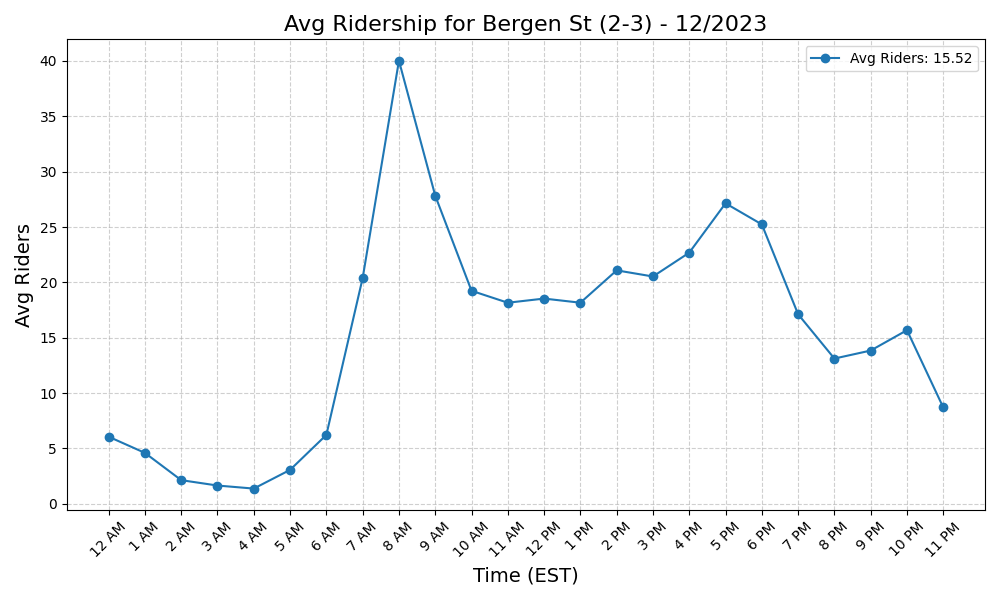 Avg Ridership for Bergen St (2-3) - 12/2023
Avg Riders: 15.52
Avg Riders
40
35
30
25
20
15
10
5
0
12 AM
1 AM
2 AM
3 AM
4 AM
5 AM
6 AM
7 AM
8 AM
9 AM
10 AM
11 AM
12 PM
1 PM
2 PM
3 PM
4 PM
5 PM
6 PM
7 PM
8 PM
9 PM
10 PM
11 PM
Time (EST)